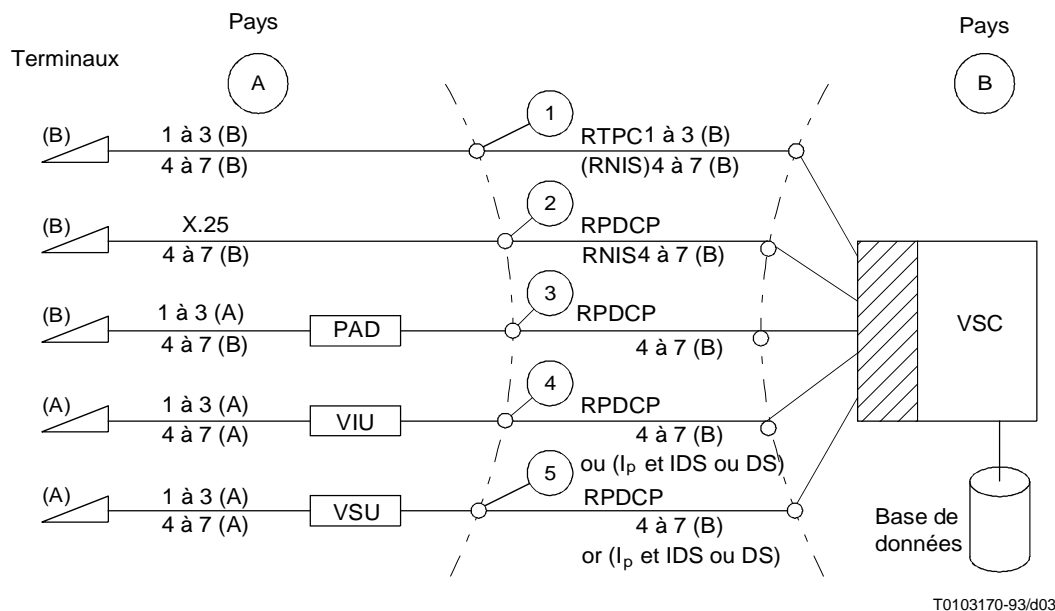 Pays
Pays
Terminaux
A
B
1
(B)
1 à 3 (B)
RTPC1 à 3 (B)
4 à 7 (B)
(RNIS)4 à 7 (B)
2
(B)
X.25
RPDCP
4 à 7 (B)
RNIS4 à 7 (B)
3
(B)
1 à 3 (A)
RPDCP
PAD
VSC
4 à 7 (B)
4 à 7 (B)
4
(A)
1 à 3 (A)
RPDCP
VIU
4 à 7 (A)
4 à 7 (B)
ou (Ip et IDS ou DS)
5
(A)
1 à 3 (A)
RPDCP
VSU
4 à 7 (A)
4 à 7 (B)
or (Ip et IDS ou DS)
Base de
données
T0103170-93/d03